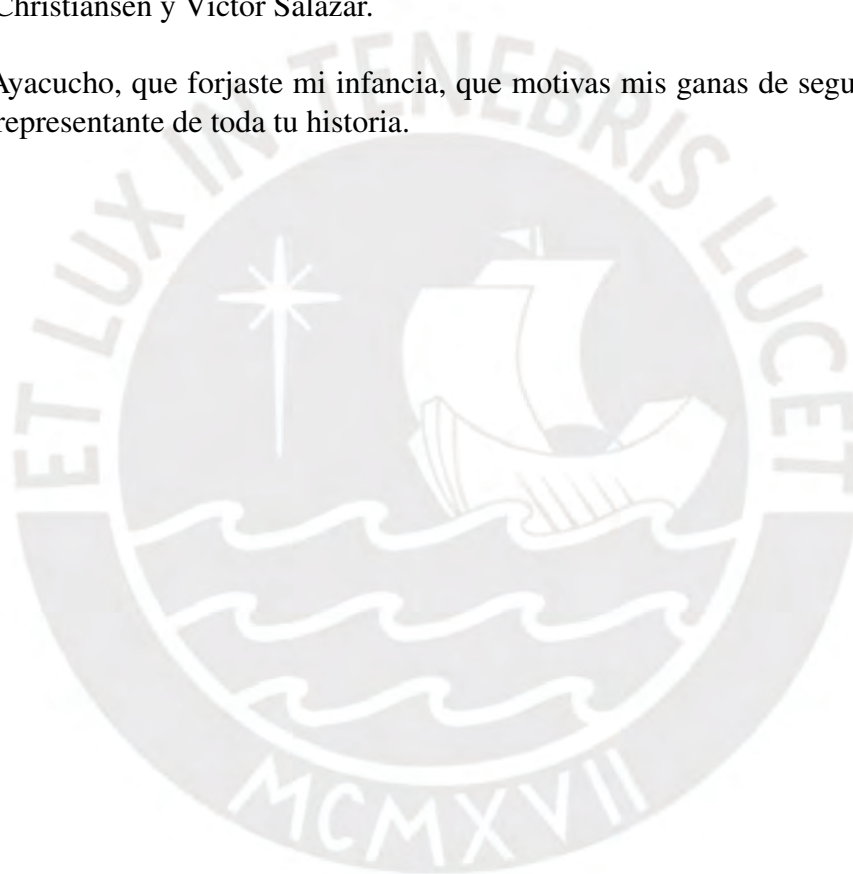 Christiansen y Víctor Salazar.
Ayacucho, que forjaste mi infancia, que motivas mis ganas de segu
representante de toda tu historia.
ET LUX IN TENEBRIS LUCET
MCMXVII